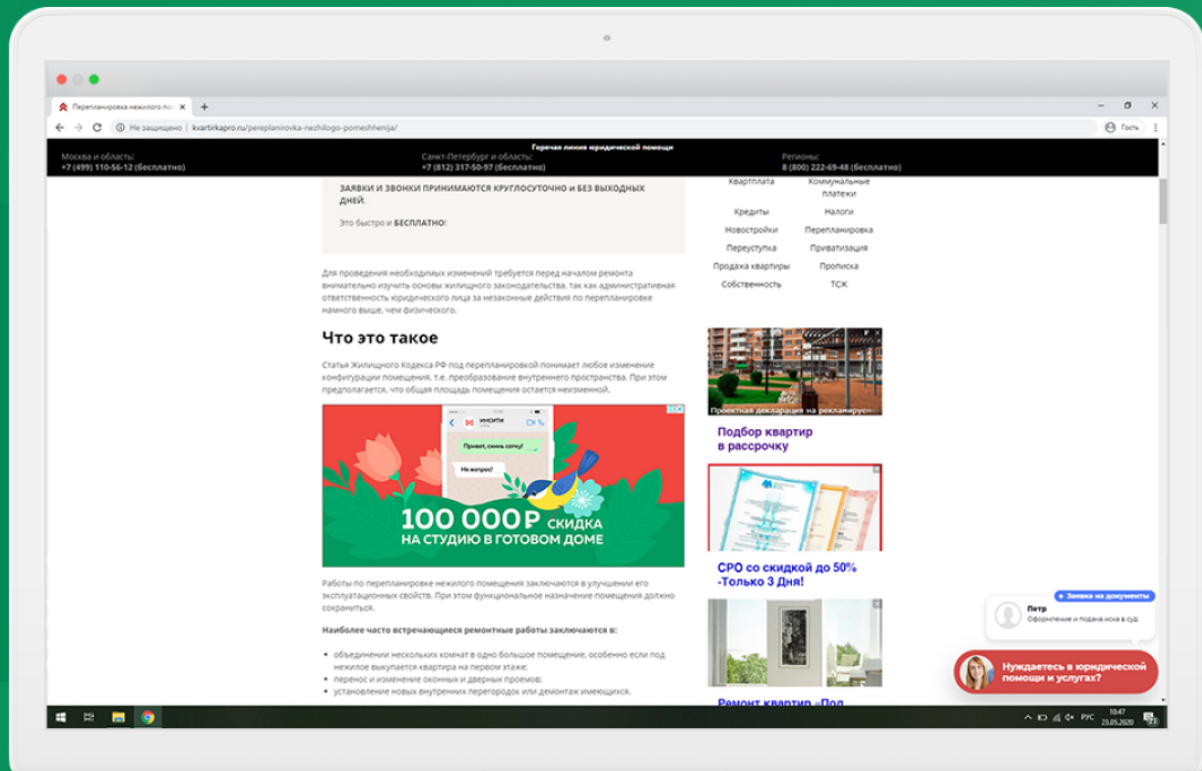 Перепланировка нежилого по
Не защищено | kvartirkapro.ru/pereplanirovka-nezhilogo-pomeshhenija/
Гость
Горячая линия юридической помощи
Москва и область:
+7 (499) 110-56-12 (бесплатно)
Санкт-Петербург и область:
+7 (812) 317-50-97 (бесплатно)
Регионы:
8 (800) 222-69-48 (бесплатно)
ЗАЯВКИ И ЗВОНКИ ПРИНИМАЮТСЯ КРУГЛОСУТОЧНО и БЕЗ ВЫХОДНЫХ
ДНЕЙ.
Это быстро и БЕСПЛАТНО!
Для проведения необходимых изменений требуется перед началом ремонта
внимательно изучить основы жилищного законодательства, так как административная
ответственность юридического лица за незаконные действия по перепланировке
намного выше, чем физического.
Что это такое
Статья Жилищного Кодекса РФ под перепланировкой понимает любое изменение
конфигурации помещения, т.е. преобразование внутреннего пространства. При этом
предполагается, что общая площадь помещения остается неизменной.
ИНСИТИ
Привет, скинь сотку!
Не вопрос!
100 000₽ СКИДКА
НА СТУДИЮ В ГОТОВОМ ДОМЕ
Работы по перепланировке нежилого помещения заключаются в улучшении его
эксплуатационных свойств. При этом функциональное назначение помещения должно
сохраниться.
Наиболее часто встречающиеся ремонтные работы заключаются в:
• объединении нескольких комнат в одно большое помещение, особенно если под
нежилое выкупается квартира на первом этаже;
• перенос и изменение оконных и дверных проемов;
• установление новых внутренних перегородок или демонтаж имеющихся.
Квартплата Коммунальные
платежи
Кредиты Налоги
Новостройки Перепланировка
Переуступка Приватизация
Продажа квартиры Прописка
Собственность ТСЖ
Проектная декларация на рекламируе
Подбор квартир
в рассрочку
СРО со скидкой до 50%
-Только 3 Дня!
Ремонт квартир «Под
+ Заявка на документы
Петр
Оформление и подача иска в суд
Нуждаетесь в юридической
помощи и услугах?
РУС
10:47
23.05.2020